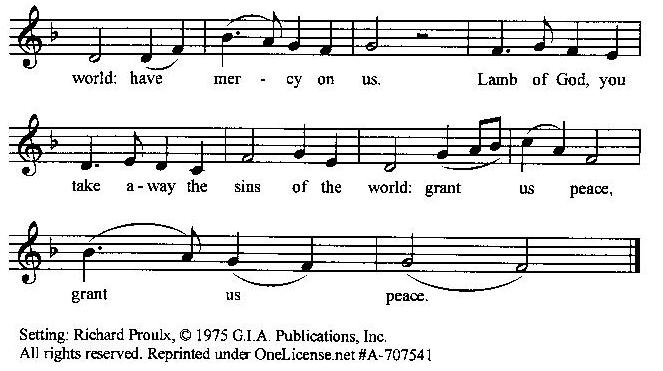 world: have mer - cy on us. Lamb of God, you
take a - way the sins of the world: grant us peace,
grant us peace.
Setting: Richard Proulx, © 1975 G.I.A. Publications, Inc.
All rights reserved. Reprinted under OneLicense.net #A-707541